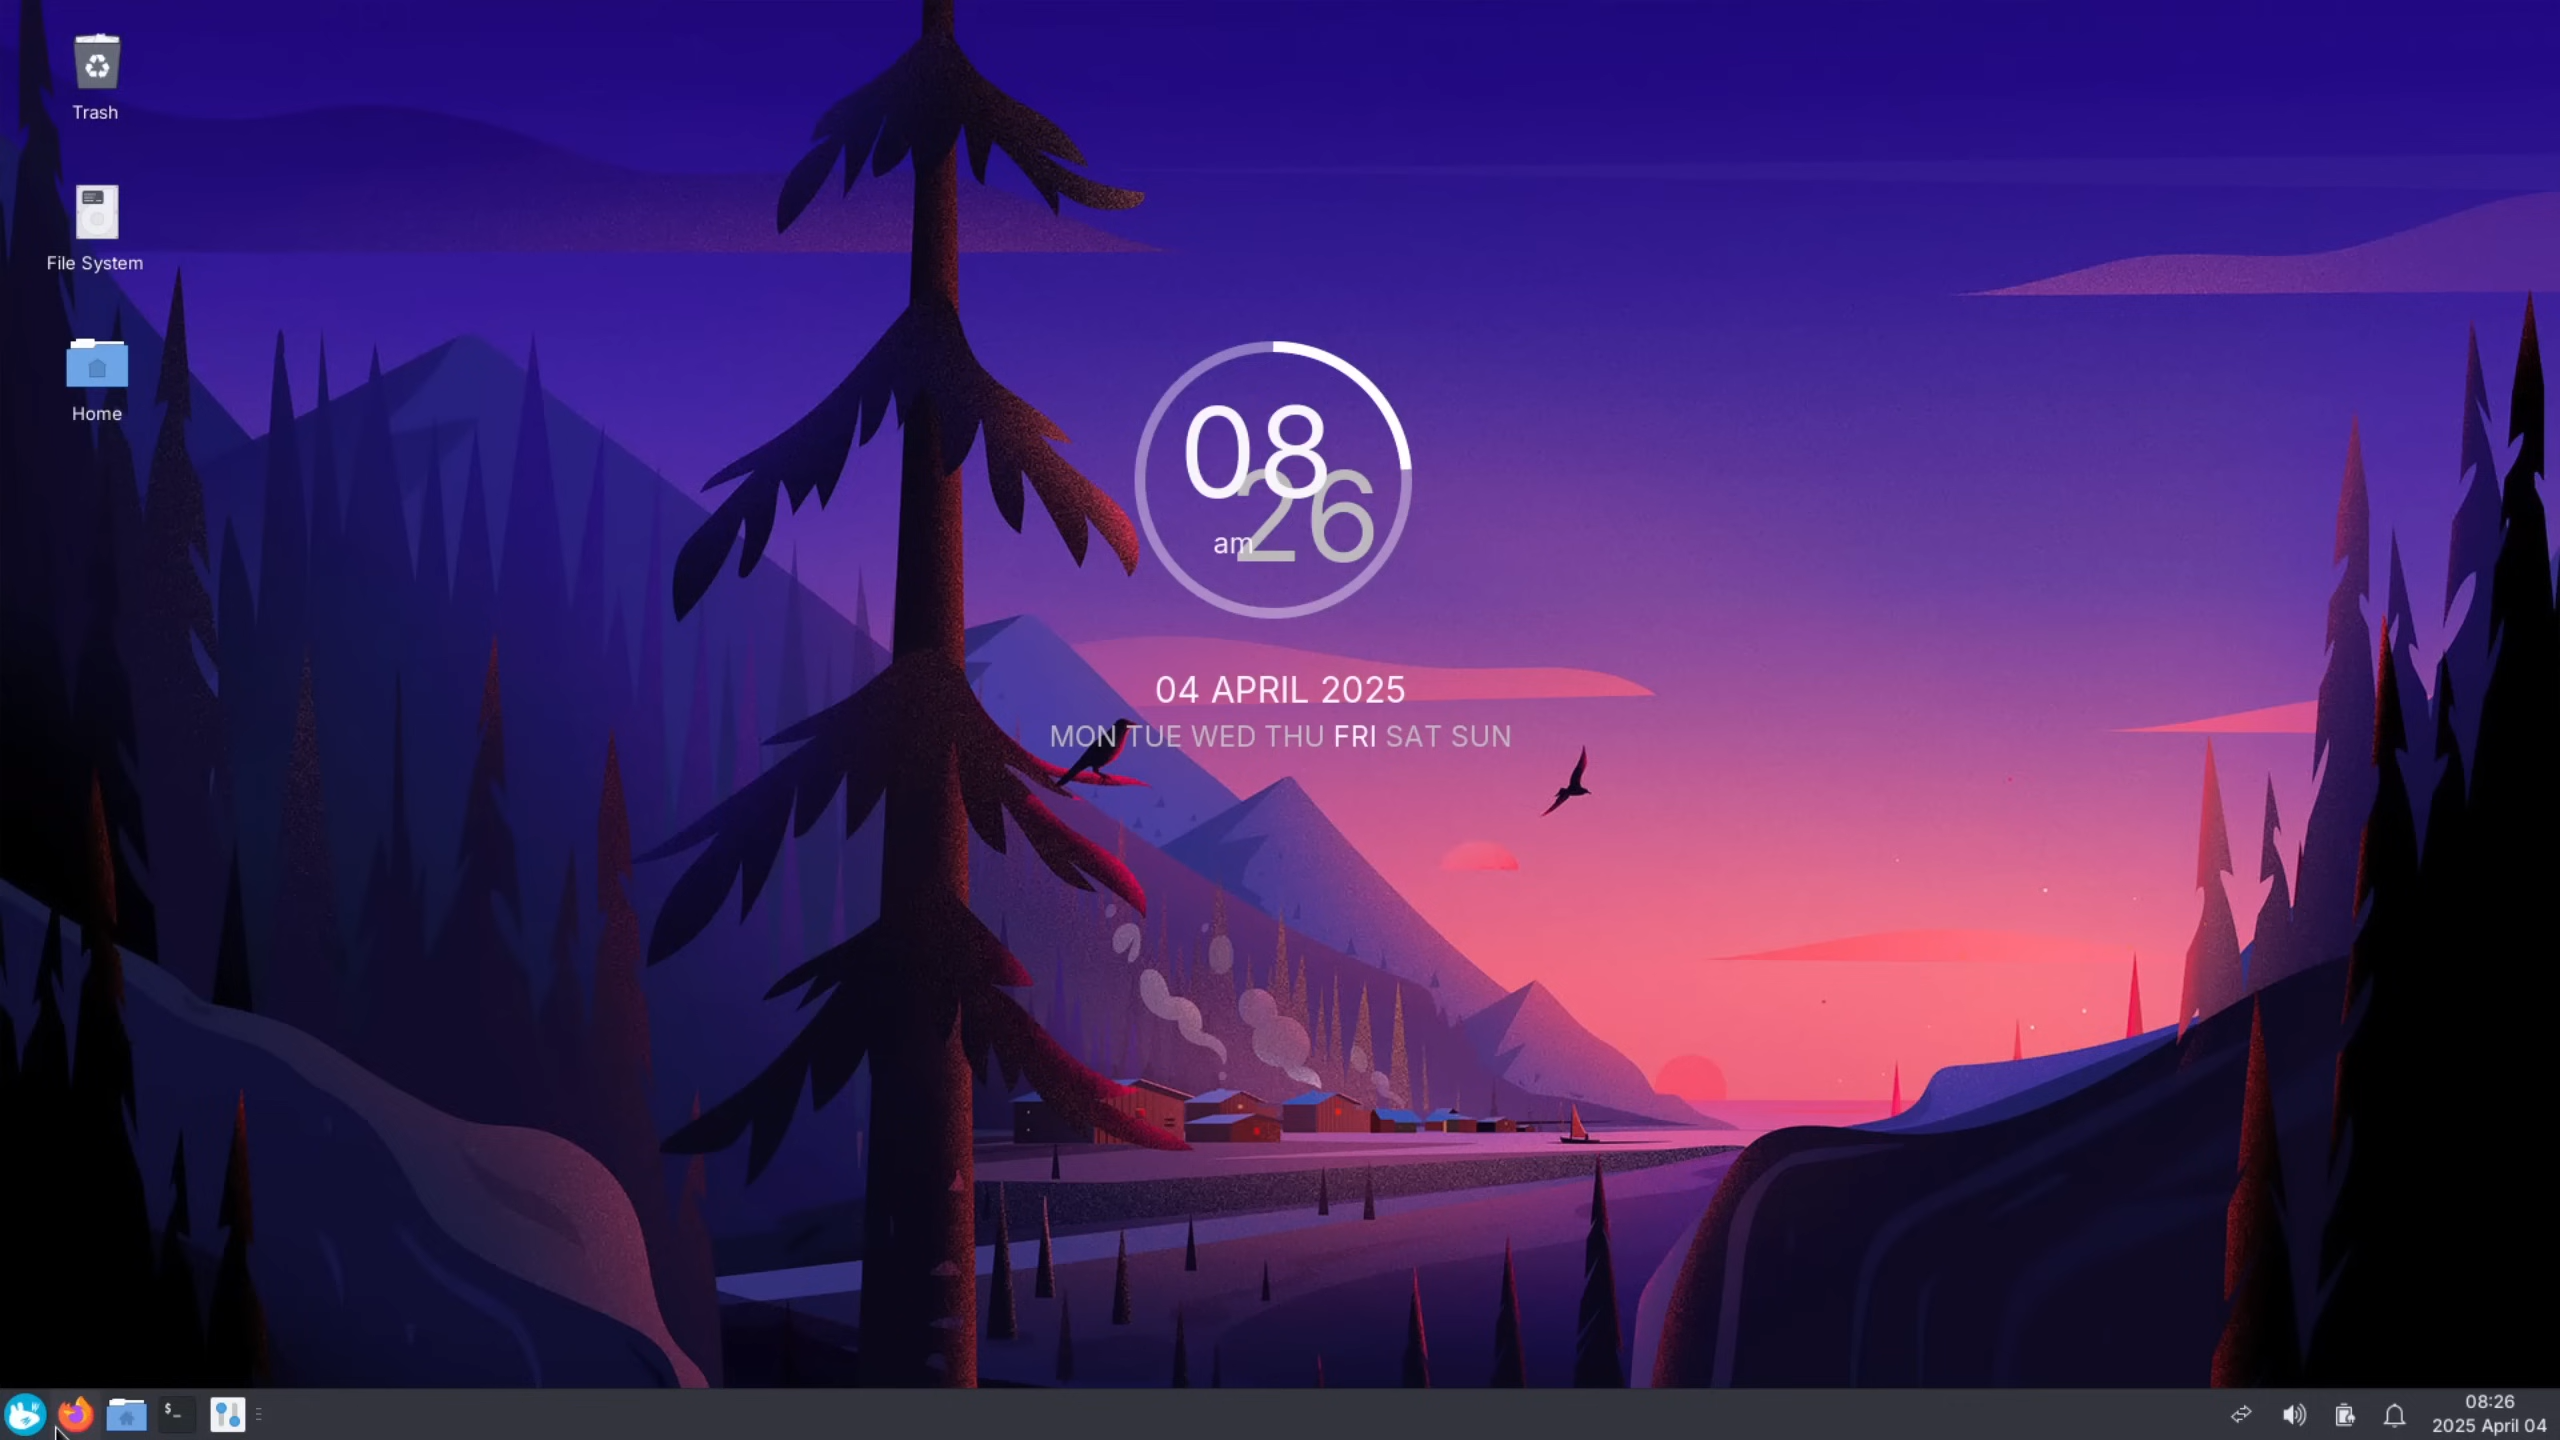 Trash
File System
Home
08
26
am
04 APRIL 2025
MON TUE WED THU FRI SAT SUN
$_
08:26
2025 April 04